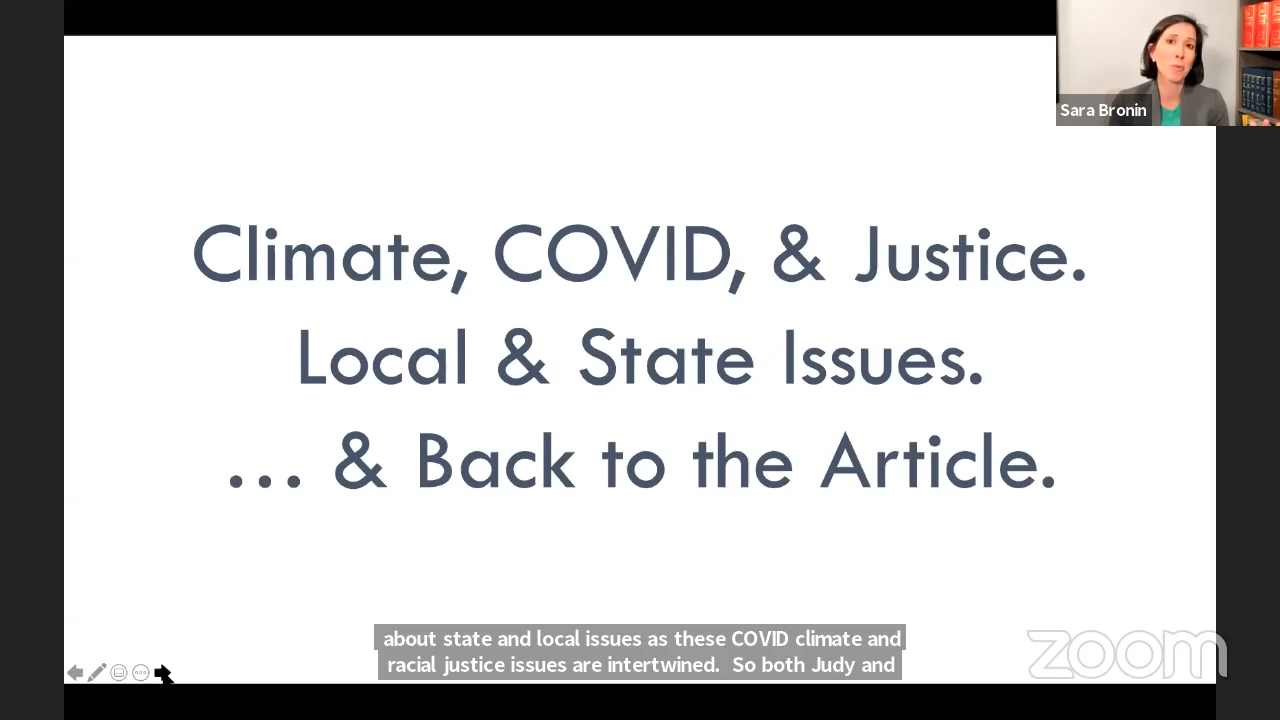 Sara Bronin
Climate, COVID, & Justice.
Local & State Issues.
... & Back to the Article.
about state and local issues as these COVID climate and
racial justice issues are intertwined. So both Judy and
zoom